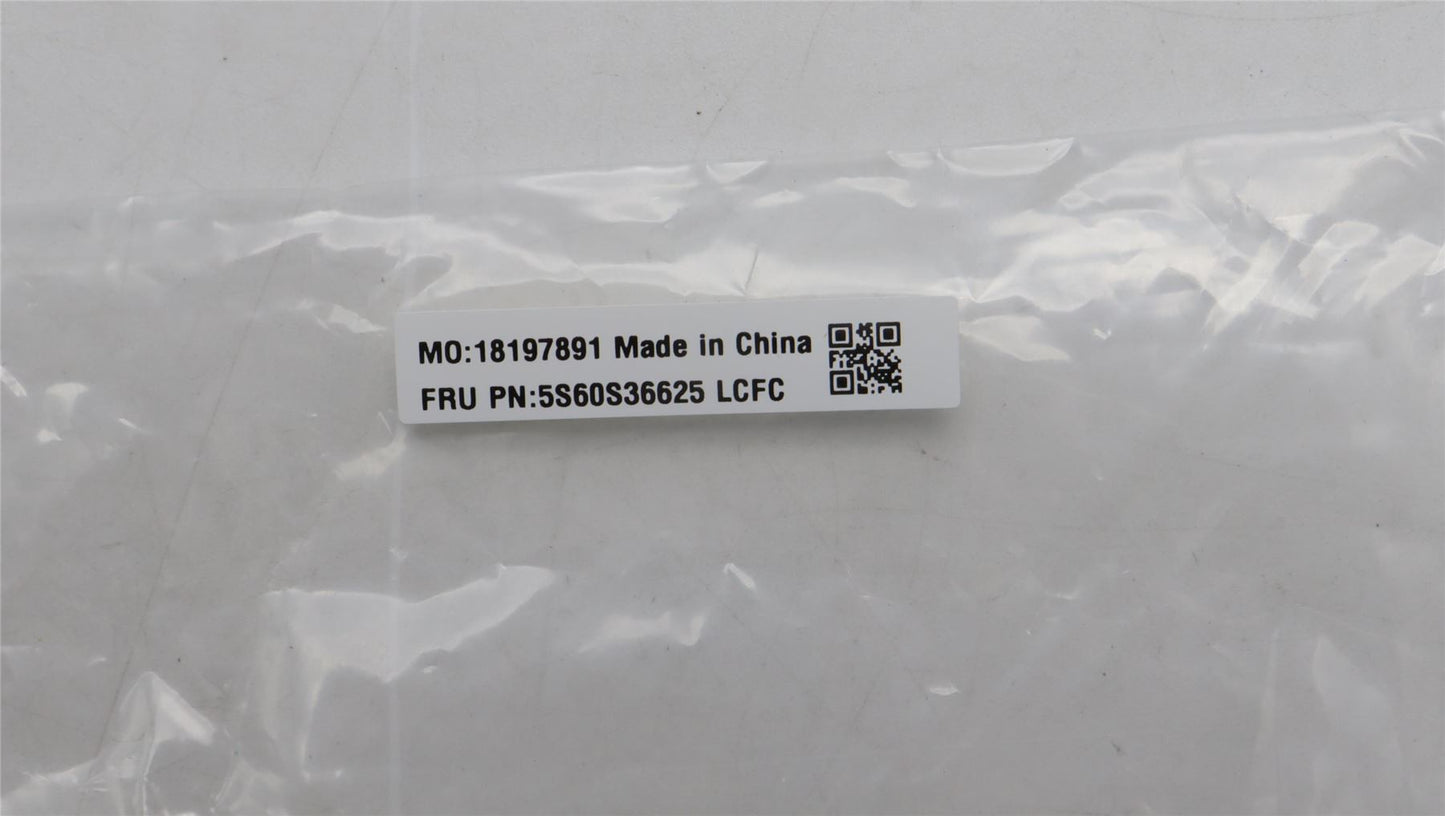 MO:18197891 Made in China
FRU PN:5S60S36625 LCFC